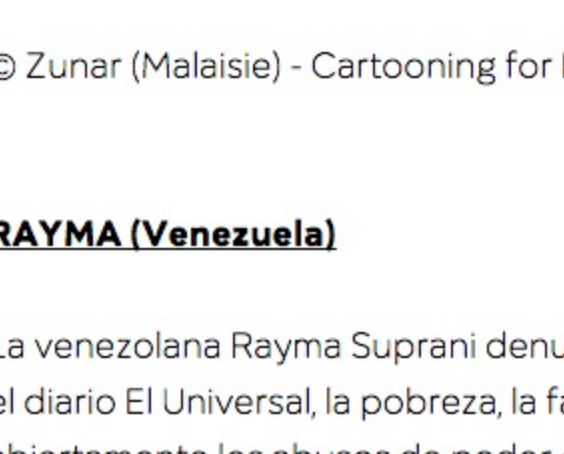 © Zunar (Malaisie) - Cartooning for
RAYMA (Venezuela)
La venezolana Rayma Suprani denu
el diario El Universal, la pobreza, la fa